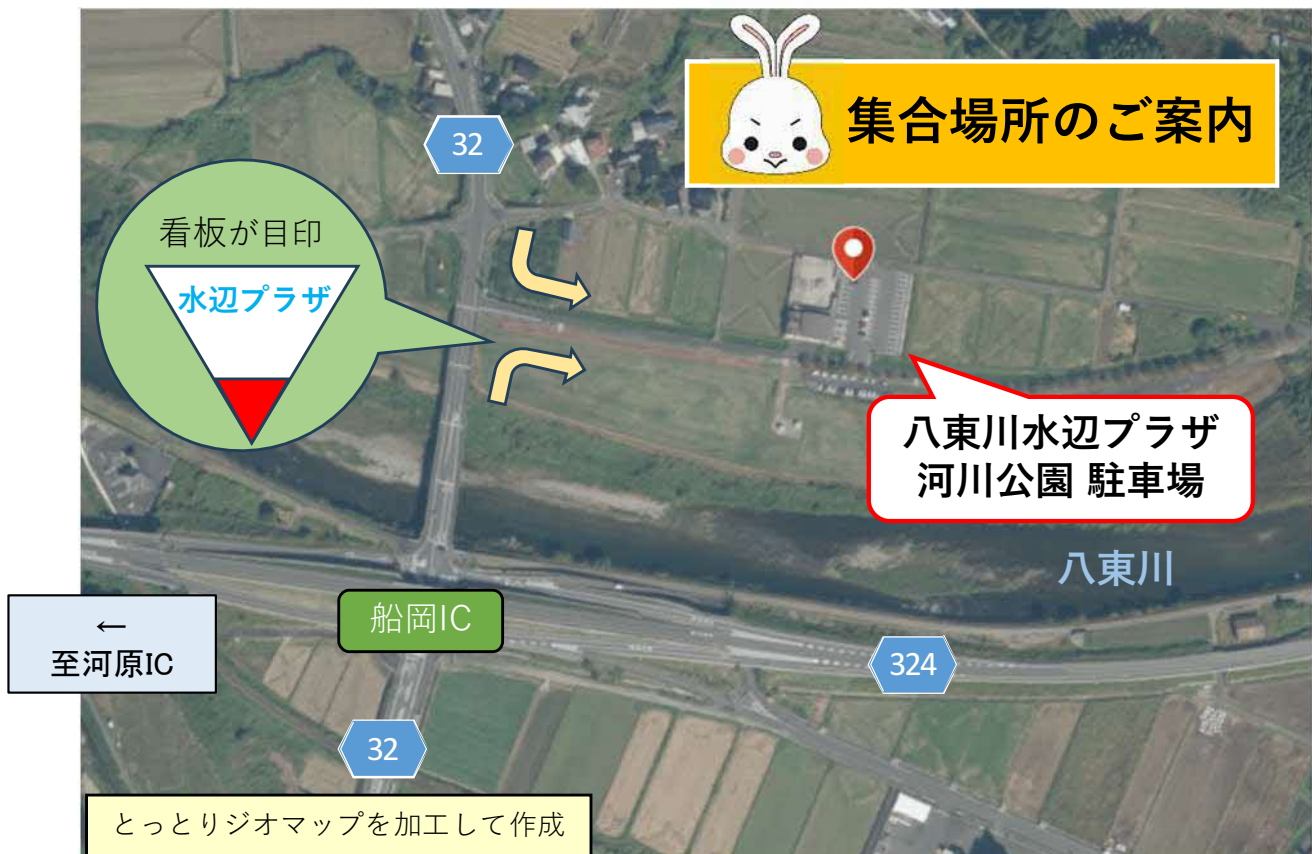 集合場所のご案内
32
看板が目印
水辺プラザ
八東川水辺プラザ
河川公園 駐車場
八東川
船岡IC
←
至河原IC
324
32
とっとりジオマップを加工して作成